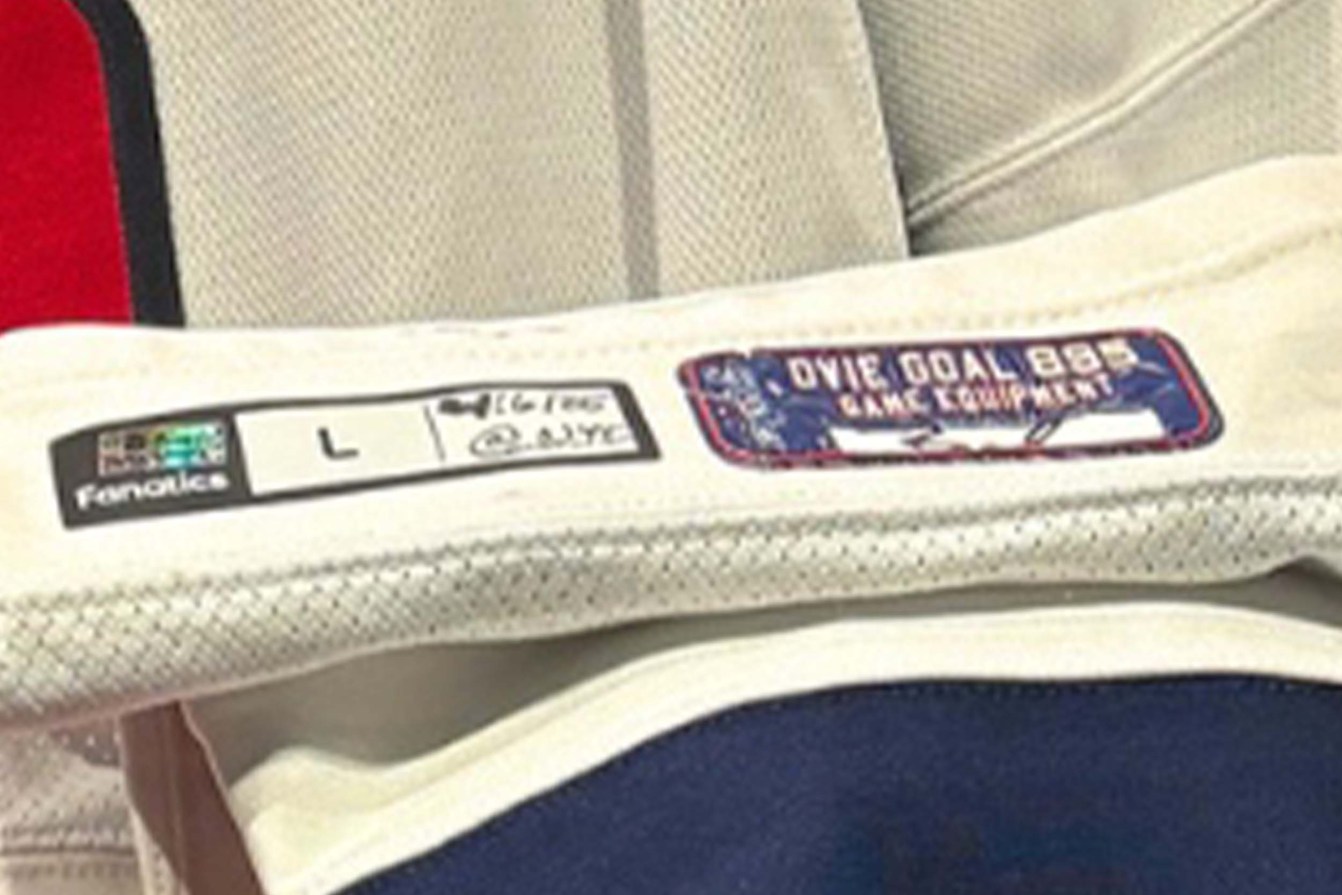 Fanatics
L
4/6/25
@ NYI
OVIE GOAL 895
GAME EQUIPMENT